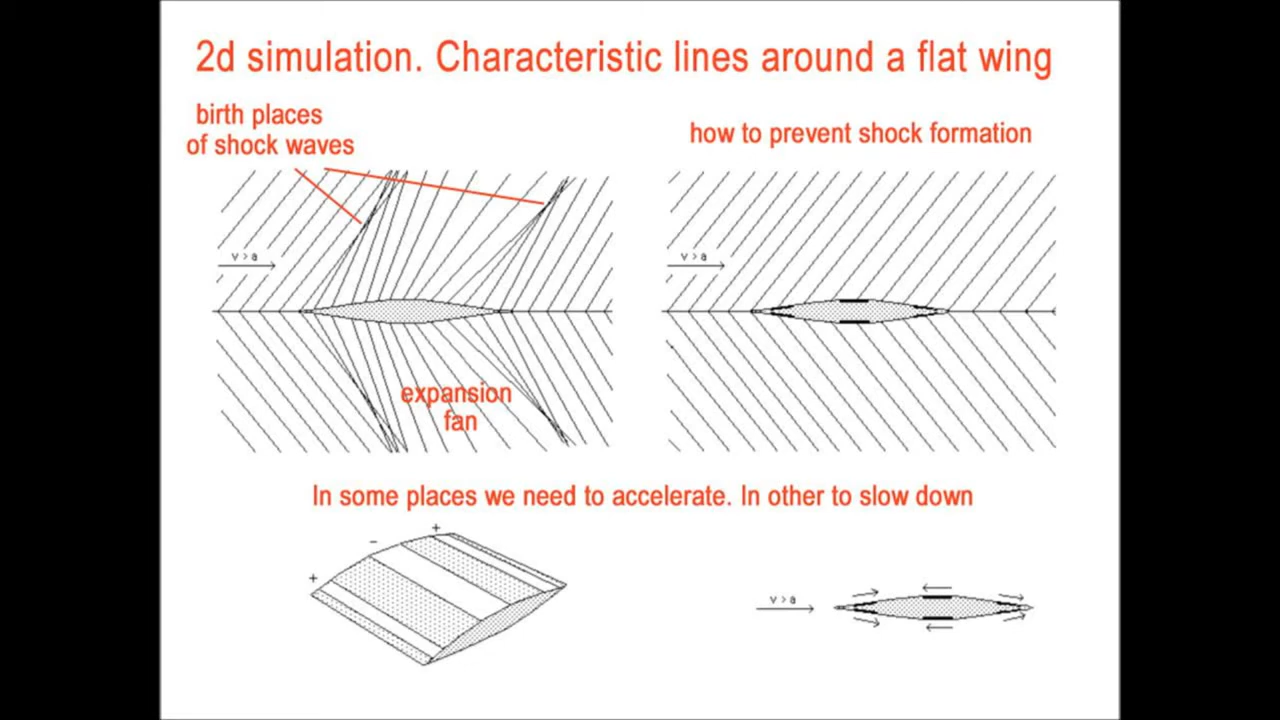 2d simulation. Characteristic lines around a flat wing
birth places
of shock waves
how to prevent shock formation
v > a
v > a
expansion
fan
In some places we need to accelerate. In other to slow down
+
−
+
v > a